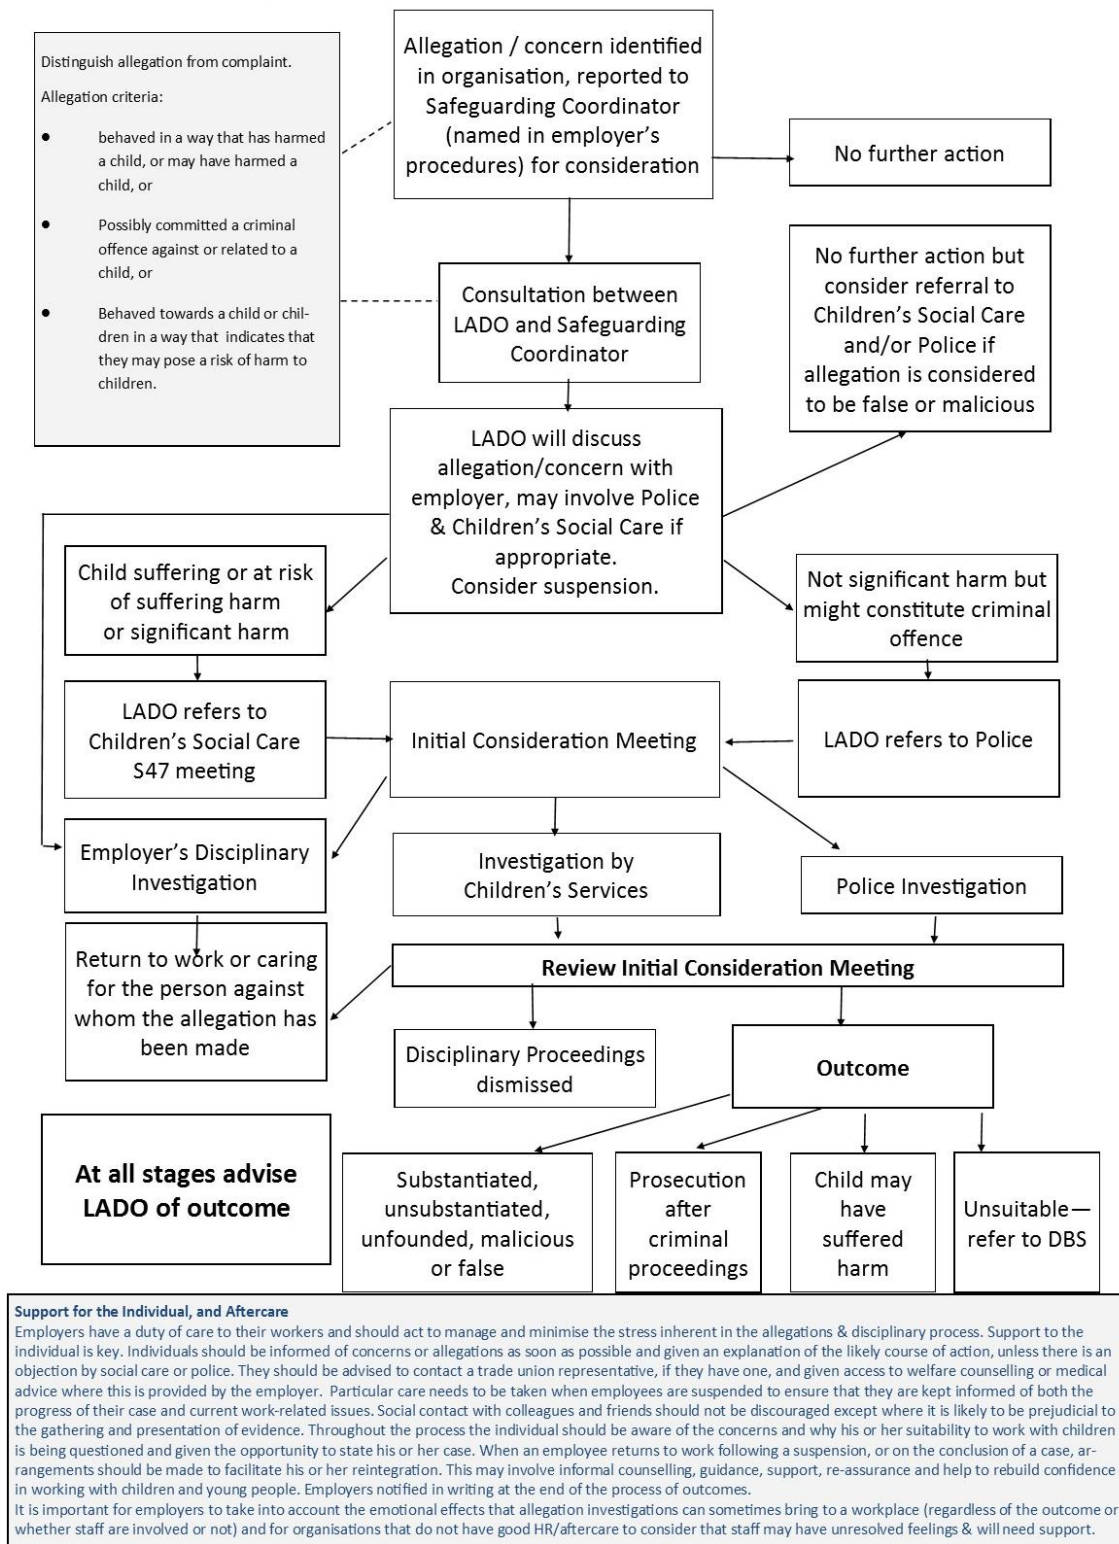 Distinguish allegation from complaint.
Allegation criteria:
● behaved in a way that has harmed
a child, or may have harmed a
child, or
● Possibly committed a criminal
offence against or related to a
child, or
● Behaved towards a child or chil-
dren in a way that indicates that
they may pose a risk of harm to
children.
Allegation / concern identified
in organisation, reported to
Safeguarding Coordinator
(named in employer’s
procedures) for consideration
No further action
Consultation between
LADO and Safeguarding
Coordinator
No further action but
consider referral to
Children’s Social Care
and/or Police if
allegation is considered
to be false or malicious
LADO will discuss
allegation/concern with
employer, may involve Police
& Children’s Social Care if
appropriate.
Consider suspension.
Child suffering or at risk
of suffering harm
or significant harm
Not significant harm but
might constitute criminal
offence
LADO refers to
Children’s Social Care
S47 meeting
Initial Consideration Meeting
LADO refers to Police
Employer’s Disciplinary
Investigation
Investigation by
Children’s Services
Police Investigation
Return to work or caring
for the person against
whom the allegation has
been made
Review Initial Consideration Meeting
Disciplinary Proceedings
dismissed
Outcome
At all stages advise
LADO of outcome
Substantiated,
unsubstantiated,
unfounded, malicious
or false
Prosecution
after
criminal
proceedings
Child may
have
suffered
harm
Unsuitable—
refer to DBS
Support for the Individual, and Aftercare
Employers have a duty of care to their workers and should act to manage and minimise the stress inherent in the allegations & disciplinary process. Support to the
individual is key. Individuals should be informed of concerns or allegations as soon as possible and given an explanation of the likely course of action, unless there is an
objection by social care or police. They should be advised to contact a trade union representative, if they have one, and given access to welfare counselling or medical
advice where this is provided by the employer. Particular care needs to be taken when employees are suspended to ensure that they are kept informed of both the
progress of their case and current work-related issues. Social contact with colleagues and friends should not be discouraged except where it is likely to be prejudicial to
the gathering and presentation of evidence. Throughout the process the individual should be aware of the concerns and why his or her suitability to work with children
is being questioned and given the opportunity to state his or her case. When an employee returns to work following a suspension, or on the conclusion of a case, ar-
rangements should be made to facilitate his or her reintegration. This may involve informal counselling, guidance, support, re-assurance and help to rebuild confidence
in working with children and young people. Employers notified in writing at the end of the process of outcomes.
It is important for employers to take into account the emotional effects that allegation investigations can sometimes bring to a workplace (regardless of the outcome or
whether staff are involved or not) and for organisations that do not have good HR/aftercare to consider that staff may have unresolved feelings & will need support.